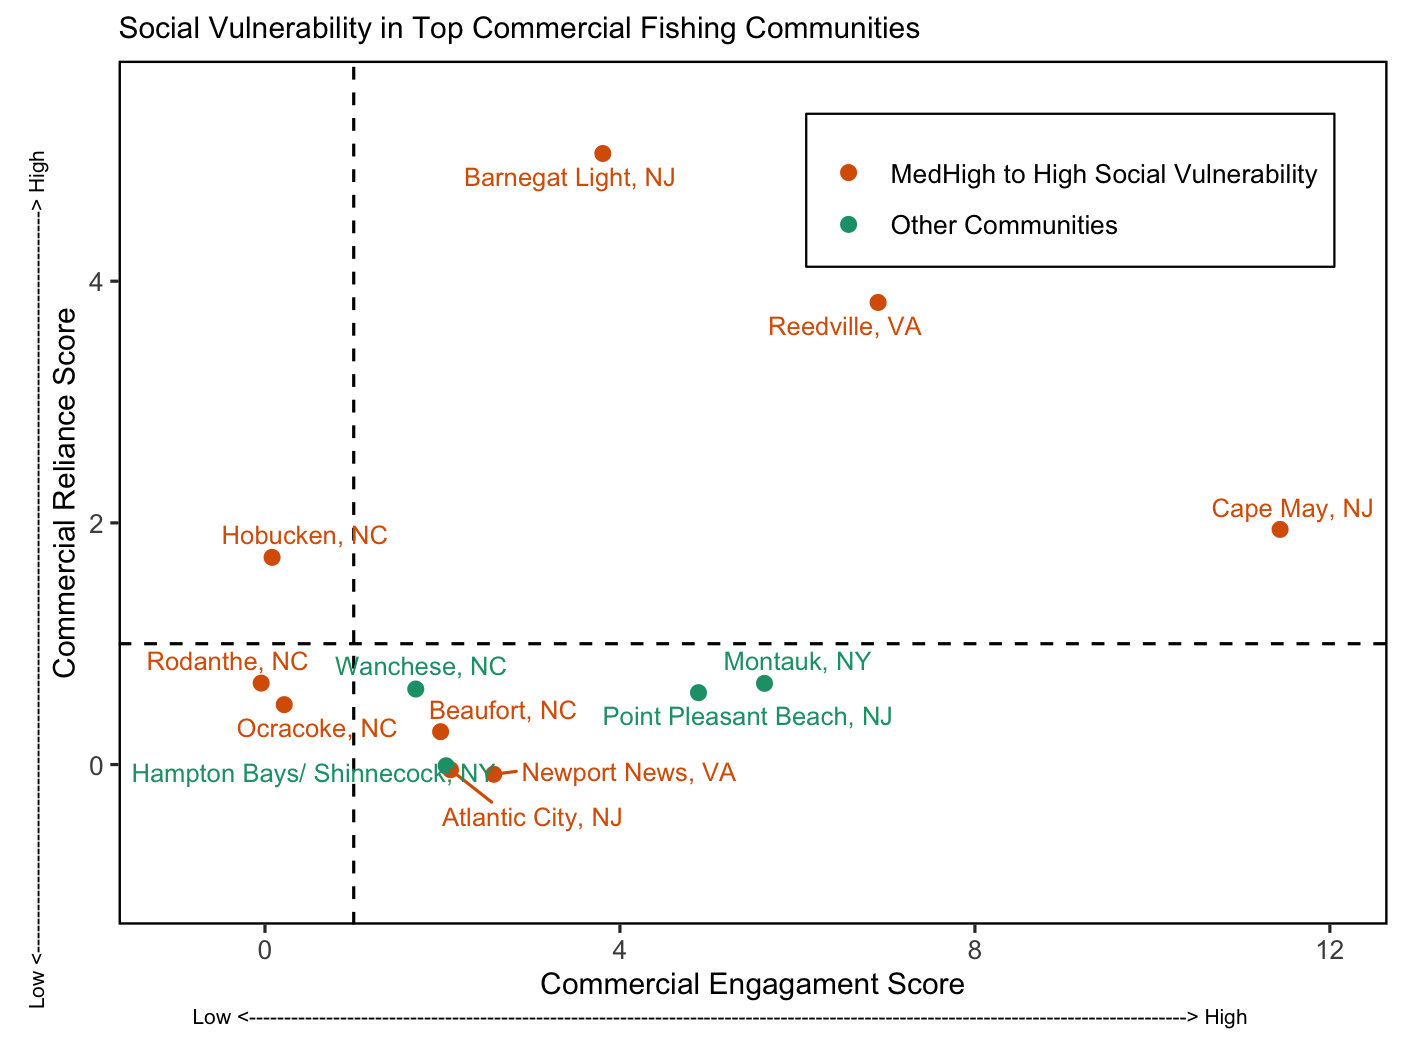 Social Vulnerability in Top Commercial Fishing Communities
Barnegat Light, NJ
MedHigh to High Social Vulnerability
Other Communities
Reedville, VA
Cape May, NJ
Hobucken, NC
Rodanthe, NC
Wanchese, NC
Montauk, NY
Ocracoke, NC
Beaufort, NC
Point Pleasant Beach, NJ
Hampton Bays/ Shinnecock, NY
Newport News, VA
Atlantic City, NJ
4
2
0
Commercial Reliance Score
Low <-----------------------------------------------------------------------------------------------------------> High
0
4
8
12
Commercial Engagament Score
Low <--------------------------------------------------------------------------------------------------------------------------------------> High